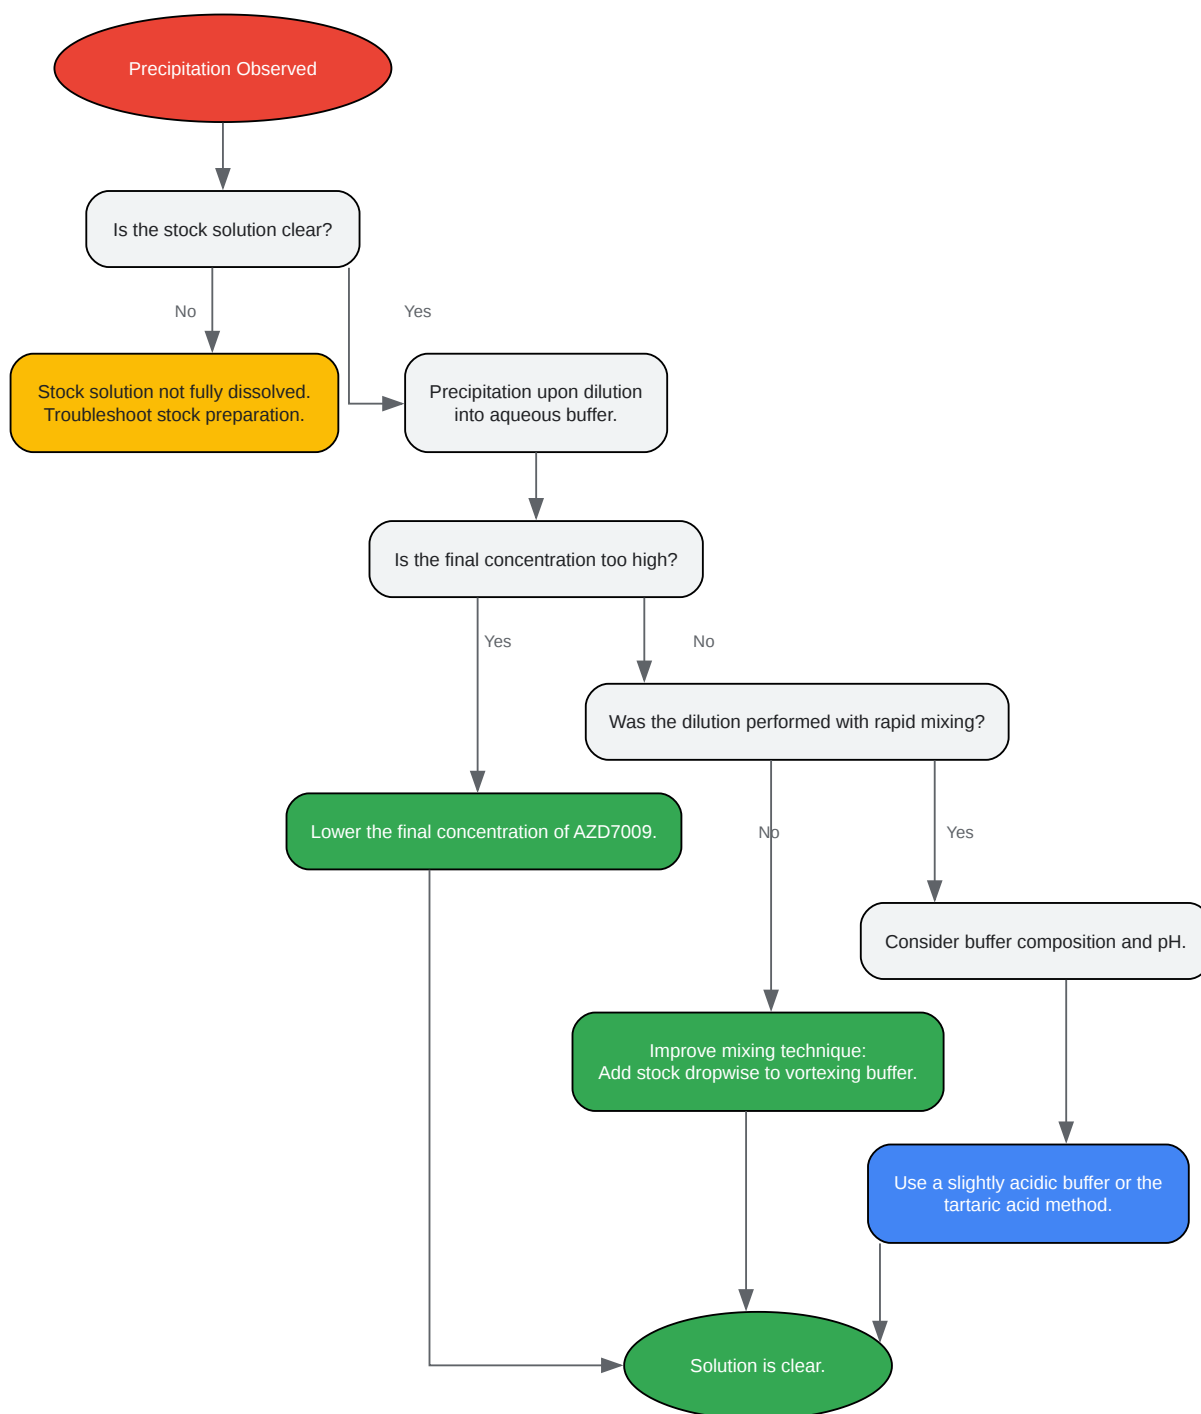 Precipitation Observed
Is the stock solution clear?
No
Yes
Stock solution not fully dissolved.
Troubleshoot stock preparation.
Precipitation upon dilution
into aqueous buffer.
Is the final concentration too high?
Yes
No
Was the dilution performed with rapid mixing?
Lower the final concentration of AZD7009.
No
Yes
Consider buffer composition and pH.
Improve mixing technique:
Add stock dropwise to vortexing buffer.
Use a slightly acidic buffer or the
tartaric acid method.
Solution is clear.